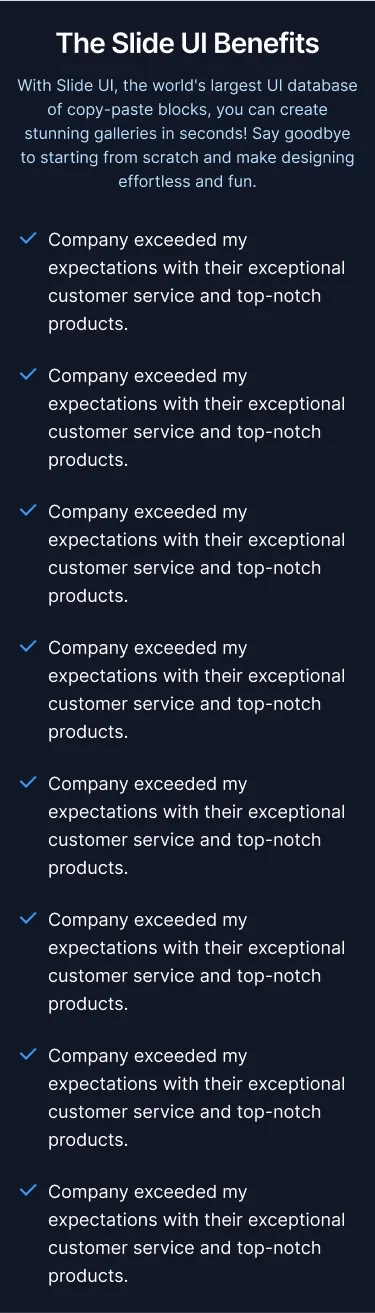 The Slide UI Benefits
With Slide UI, the world's largest UI database
of copy-paste blocks, you can create
stunning galleries in seconds! Say goodbye
to starting from scratch and make designing
effortless and fun.
Company exceeded my
expectations with their exceptional
customer service and top-notch
products.
Company exceeded my
expectations with their exceptional
customer service and top-notch
products.
Company exceeded my
expectations with their exceptional
customer service and top-notch
products.
Company exceeded my
expectations with their exceptional
customer service and top-notch
products.
Company exceeded my
expectations with their exceptional
customer service and top-notch
products.
Company exceeded my
expectations with their exceptional
customer service and top-notch
products.
Company exceeded my
expectations with their exceptional
customer service and top-notch
products.
Company exceeded my
expectations with their exceptional
customer service and top-notch
products.